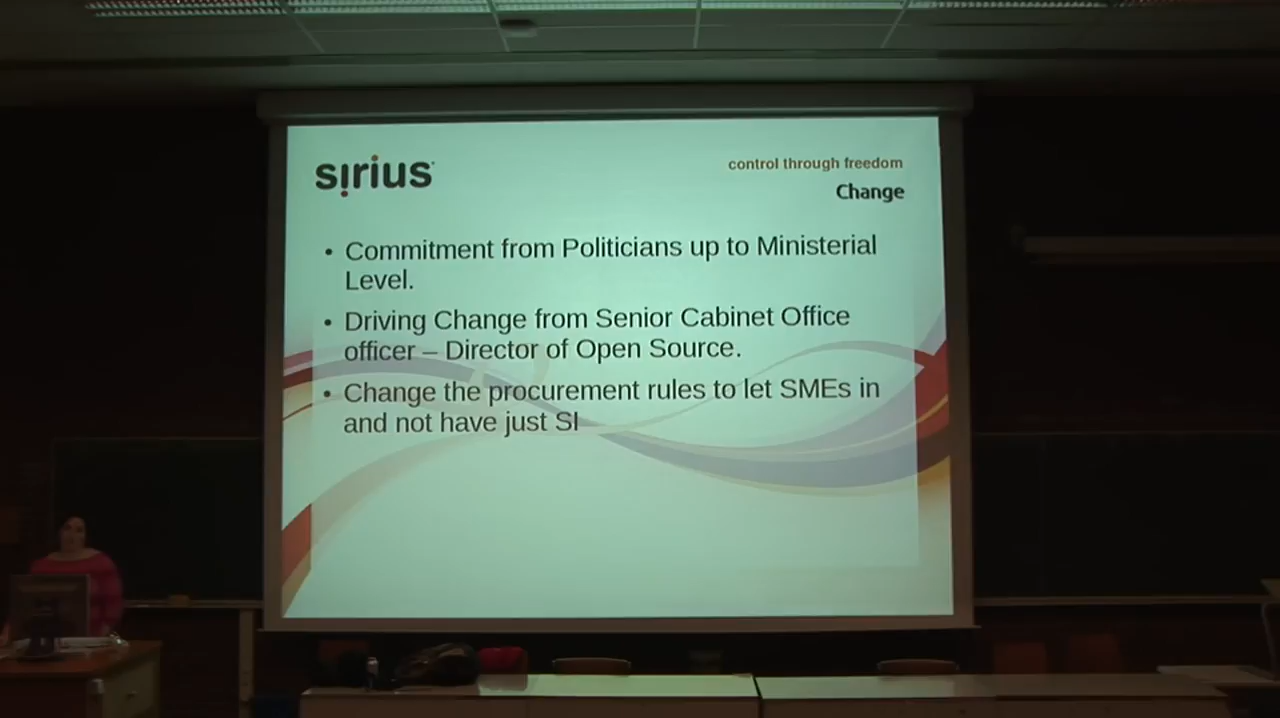 sirius
control through freedom
Change
• Commitment from Politicians up to Ministerial
Level.
• Driving Change from Senior Cabinet Office
officer – Director of Open Source.
• Change the procurement rules to let SMEs in
and not have just SI